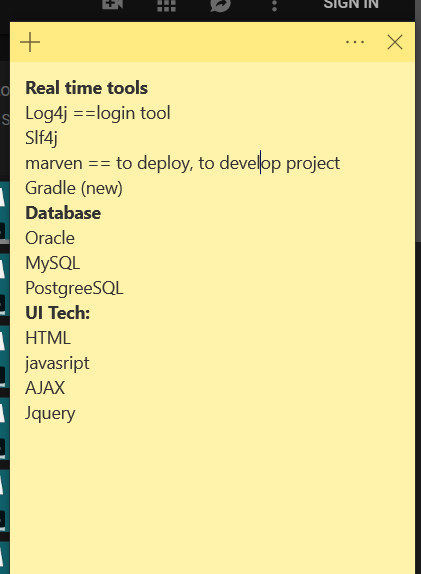 SIGN IN
Real time tools
Log4j ==login tool
Slf4j
marven == to deploy, to develop project
Gradle (new)
Database
Oracle
MySQL
PostgreeSQL
UI Tech:
HTML
javasript
AJAX
Jquery